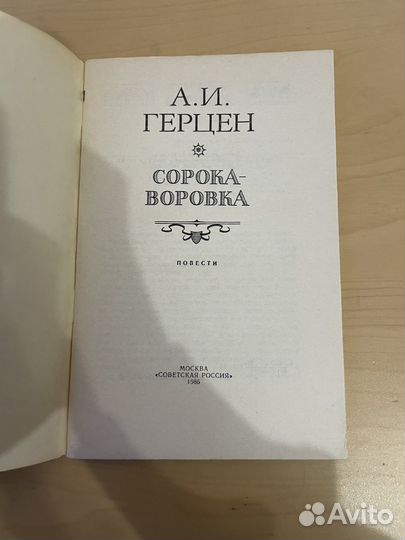 А.И.
ГЕРЦЕН
СОРОКА-
ВОРОВКА
ПОВЕСТИ
МОСКВА
«СОВЕТСКАЯ РОССИЯ»
1986
Avito